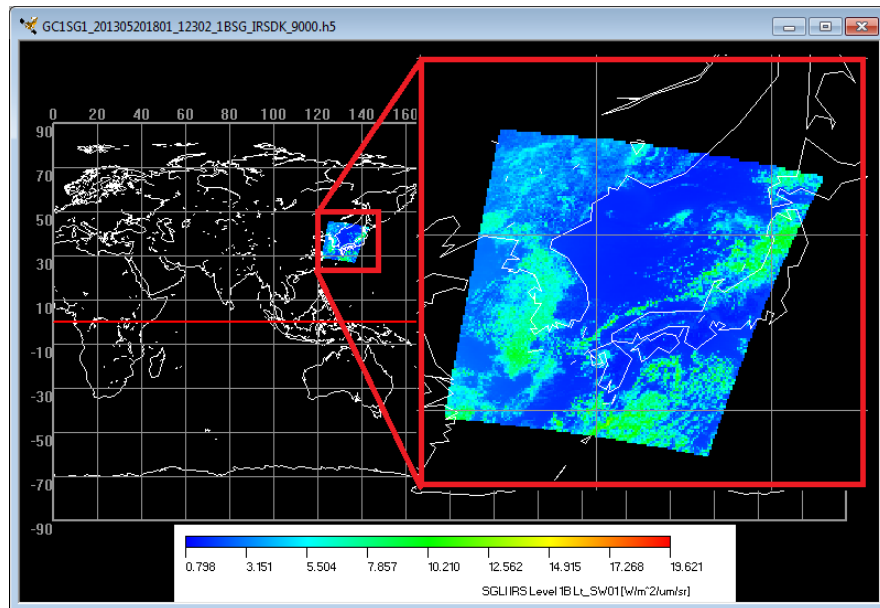 GC1SG1_201305201801_12302_1BSG_IRSDK_9000.h5
0 20 40 60 80 100 120 140 160
90
70
50
30
10
-10
-30
-50
-70
-90
0.798 3.151 5.504 7.857 10.210 12.562 14.915 17.268 19.621
SGLI IRS Level 1B Lt_SW01 [W/m^2/um/sr]